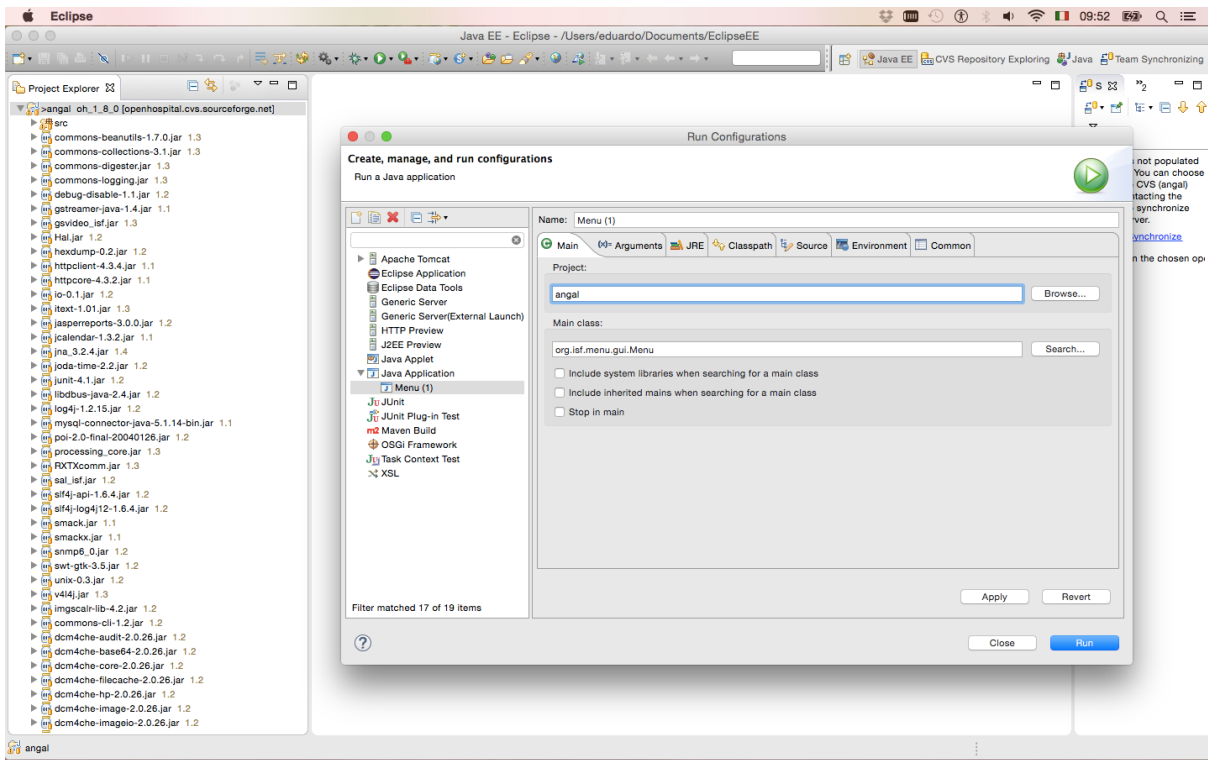 Eclipse
09:52
Java EE - Eclipse - /Users/eduardo/Documents/EclipseEE
Java EE CVS Repository Exploring Java Team Synchronizing
Project Explorer
>angal oh_1_8_0 [openhospital.cvs.sourceforge.net]
src
commons-beanutils-1.7.0.jar 1.3
commons-collections-3.1.jar 1.3
commons-digester.jar 1.3
commons-logging.jar 1.3
debug-disable-1.1.jar 1.2
gstreamer-java-1.4.jar 1.1
gsvideo_isf.jar 1.3
Hal.jar 1.2
hexdump-0.2.jar 1.2
httpclient-4.3.4.jar 1.1
httpcore-4.3.2.jar 1.1
io-0.1.jar 1.2
itext-1.01.jar 1.3
jasperreports-3.0.0.jar 1.2
jcalendar-1.3.2.jar 1.1
jna_3.2.4.jar 1.4
joda-time-2.2.jar 1.2
junit-4.1.jar 1.2
libdbus-java-2.4.jar 1.2
log4j-1.2.15.jar 1.2
mysql-connector-java-5.1.14-bin.jar 1.1
poi-2.0-final-20040126.jar 1.2
processing_core.jar 1.3
RXTXcomm.jar 1.3
sal_isf.jar 1.2
slf4j-api-1.6.4.jar 1.2
slf4j-log4j12-1.6.4.jar 1.2
smack.jar 1.1
smackx.jar 1.1
snmp6_0.jar 1.2
swt-gtk-3.5.jar 1.2
unix-0.3.jar 1.2
v4l4j.jar 1.3
imgscalr-lib-4.2.jar 1.2
commons-cli-1.2.jar 1.2
dcm4che-audit-2.0.26.jar 1.2
dcm4che-base64-2.0.26.jar 1.2
dcm4che-core-2.0.26.jar 1.2
dcm4che-filecache-2.0.26.jar 1.2
dcm4che-hp-2.0.26.jar 1.2
dcm4che-image-2.0.26.jar 1.2
dcm4che-imageio-2.0.26.jar 1.2
angal
Run Configurations
Create, manage, and run configurations
Run a Java application
Apache Tomcat
Eclipse Application
Eclipse Data Tools
Generic Server
Generic Server(External Launch)
HTTP Preview
J2EE Preview
Java Applet
Java Application
Menu (1)
JUnit
JUnit Plug-in Test
Maven Build
OSGi Framework
Task Context Test
XSL
Filter matched 17 of 19 items
Name: Menu (1)
Main Arguments JRE Classpath Source Environment Common
Project:
angal
Browse...
Main class:
org.isf.menu.gui.Menu
Search...
Include system libraries when searching for a main class
Include inherited mains when searching for a main class
Stop in main
Apply Revert
Close Run
S 2
not populated
You can choose
CVS (angal)
the
synchronize
n the chosen